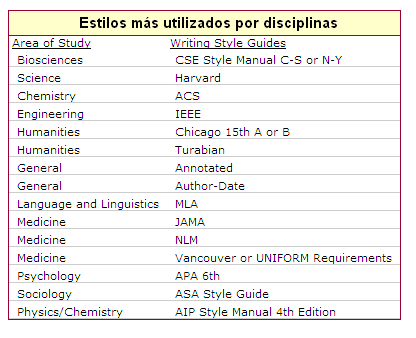 Estilos más utilizados por disciplinas
Area of Study Writing Style Guides
Biosciences CSE Style Manual C-S or N-Y
Science Harvard
Chemistry ACS
Engineering IEEE
Humanities Chicago 15th A or B
Humanities Turabian
General Annotated
General Author-Date
Language and Linguistics MLA
Medicine JAMA
Medicine NLM
Medicine Vancouver or UNIFORM Requirements
Psychology APA 6th
Sociology ASA Style Guide
Physics/Chemistry AIP Style Manual 4th Edition